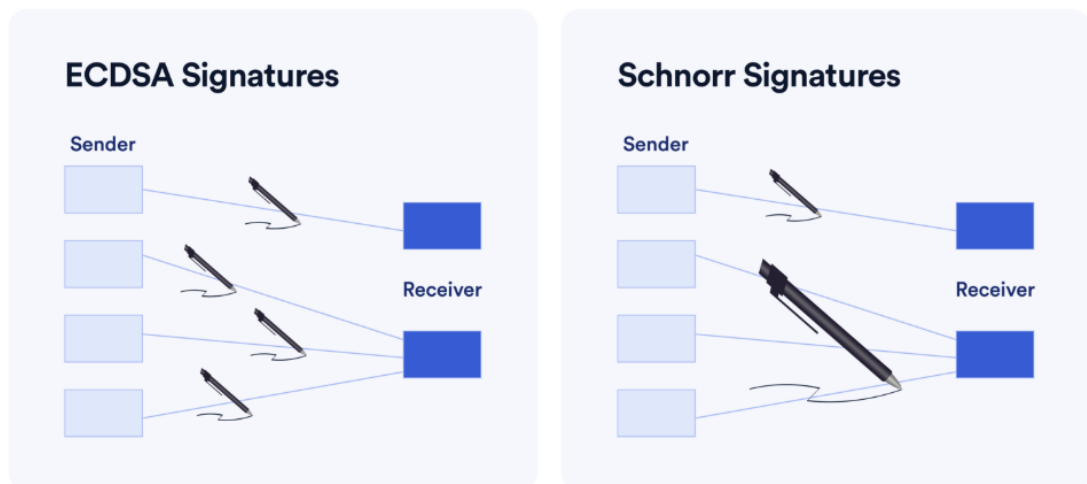 ECDSA Signatures
Sender
Receiver
Schnorr Signatures
Sender
Receiver